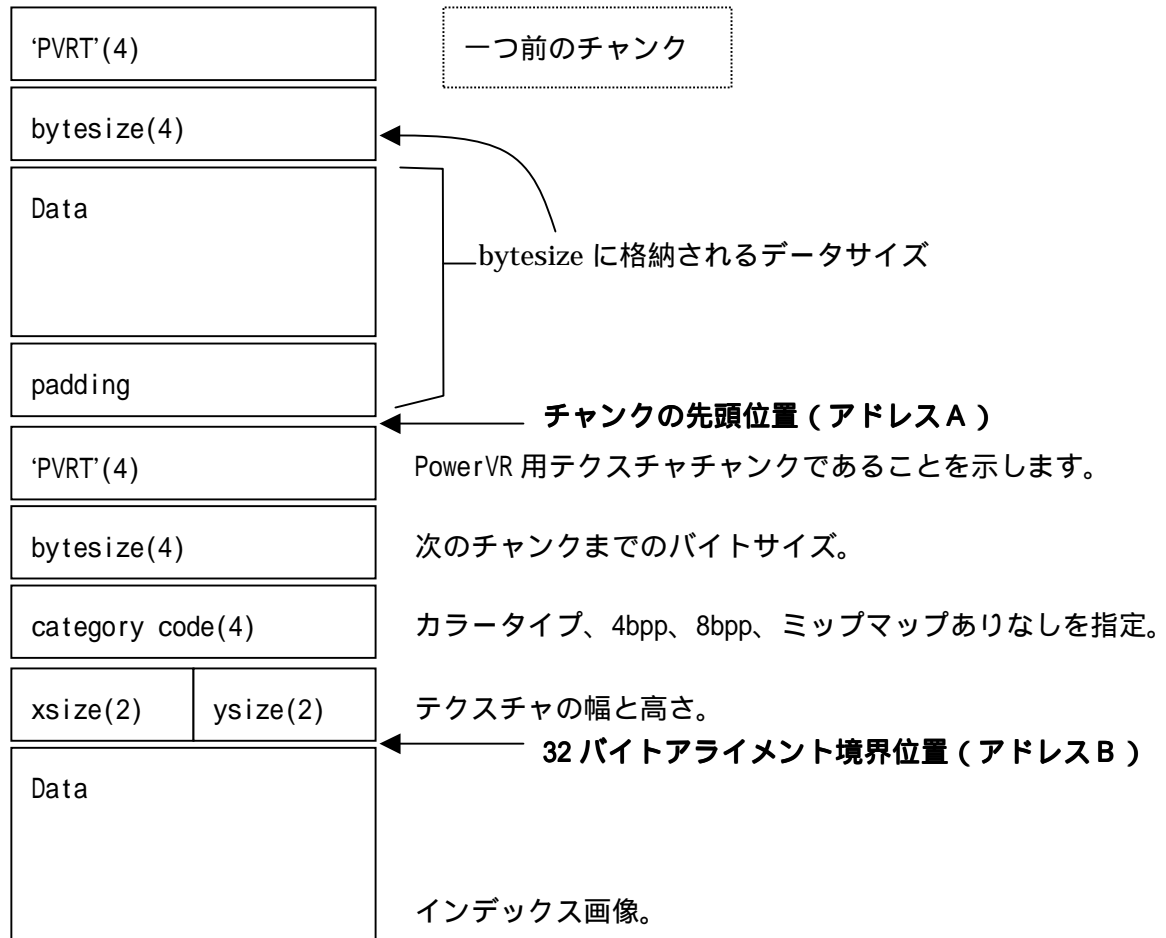 ‘PVRT’(4)
一つ前のチャンク
bytesize(4)
Data
bytesize に格納されるデータサイズ
padding
チャンクの先頭位置（アドレスＡ）
‘PVRT’(4)
PowerVR 用テクスチャチャンクであることを示します。
bytesize(4)
次のチャンクまでのバイトサイズ。
category code(4)
カラータイプ、4bpp、8bpp、ミップマップありなしを指定。
xsize(2) ysize(2)
テクスチャの幅と高さ。
32 バイトアライメント境界位置（アドレスＢ）
Data
インデックス画像。